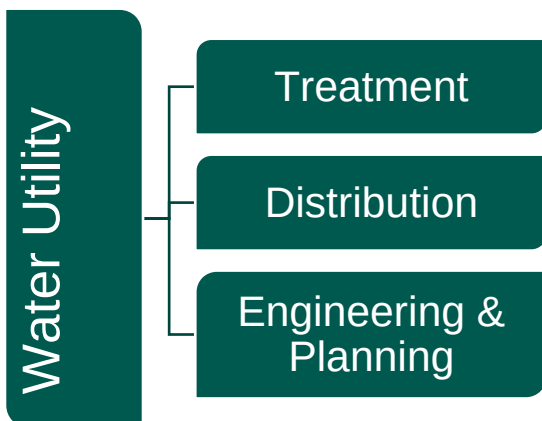 Water Utility
Treatment
Distribution
Engineering &
Planning